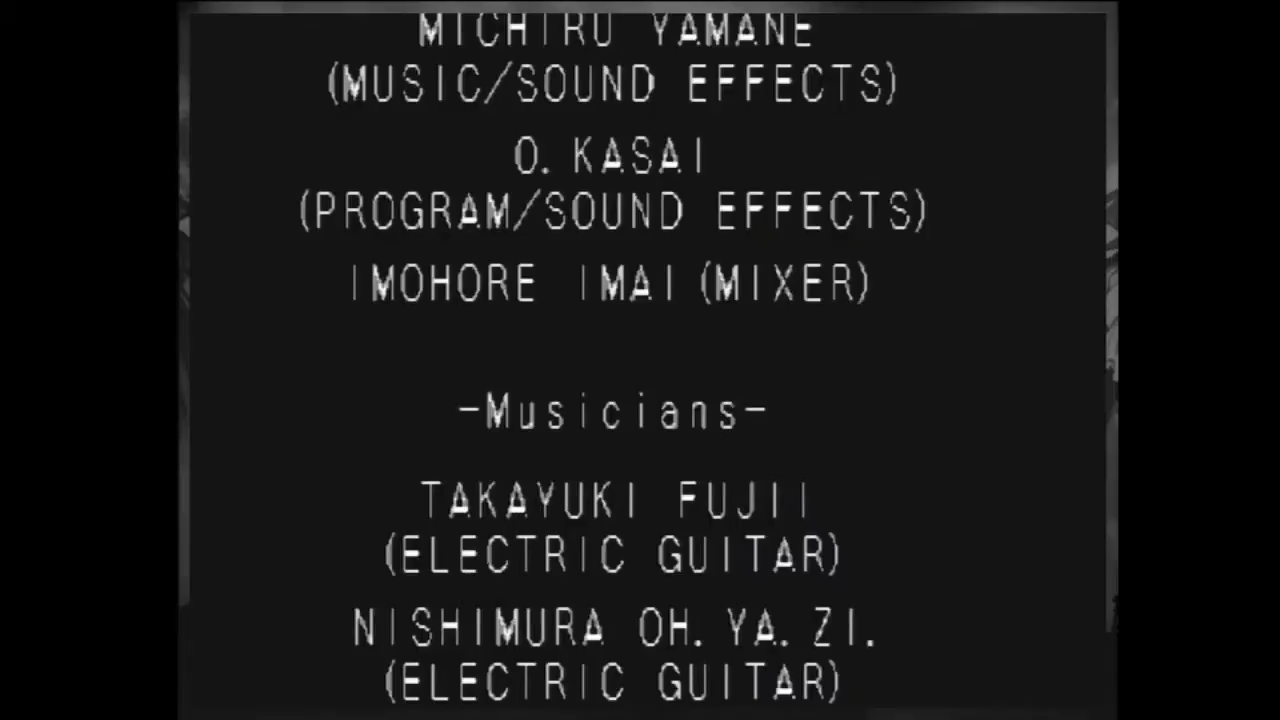 MICHIRU YAMANE
(MUSIC/SOUND EFFECTS)
O. KASAI
(PROGRAM/SOUND EFFECTS)
IMOHORE IMAI (MIXER)
-Musicians-
TAKAYUKI FUJII
(ELECTRIC GUITAR)
NISHIMURA OH. YA. ZI.
(ELECTRIC GUITAR)